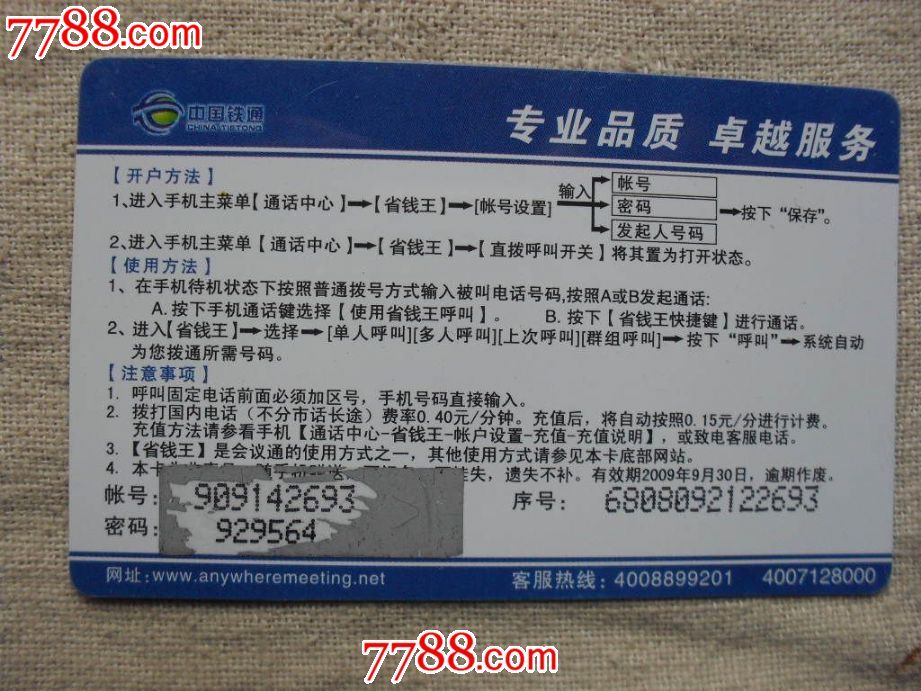 7788.com
7788.com
中国铁通
CHINA TIETONG
专业品质 卓越服务
【开户方法】
1、进入手机主菜单【通话中心】→【省钱王】→[帐号设置] 输入 帐号 密码 发起人号码 →按下“保存”。
2、进入手机主菜单【通话中心】→【省钱王】→【直拨呼叫开关】将其置为打开状态。
【使用方法】
1、在手机待机状态下按照普通拨号方式输入被叫电话号码,按照A或B发起通话:
A. 按下手机通话键选择【使用省钱王呼叫】。 B. 按下【省钱王快捷键】进行通话。
2、进入【省钱王】→选择→[单人呼叫][多人呼叫][上次呼叫][群组呼叫]→按下“呼叫”→系统自动
为您拨通所需号码。
【注意事项】
1. 呼叫固定电话前面必须加区号，手机号码直接输入。
2. 拨打国内电话（不分市话长途）费率0.40元/分钟。充值后，将自动按照0.15元/分进行计费。
充值方法请参看手机【通话中心-省钱王-帐户设置-充值-充值说明】，或致电客服电话。
3. 【省钱王】是会议通的使用方式之一，其他使用方式请参见本卡底部网站。
4. 本卡为 挂失，遗失不补。有效期2009年9月30日，逾期作废。
帐号: 909142693 序号: 6808092122693
密码: 929564
网址: www.anywheremeeting.net 客服热线: 4008899201 4007128000
7788.com